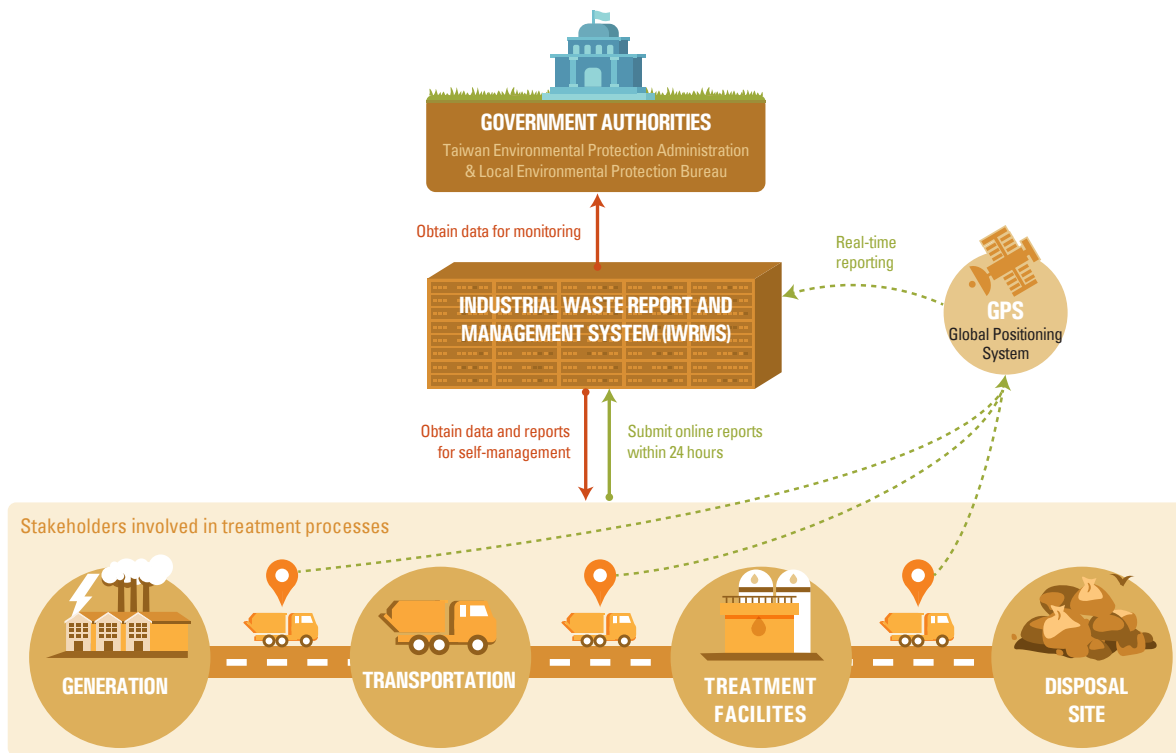 GOVERNMENT AUTHORITIES
Taiwan Environmental Protection Administration
& Local Environmental Protection Bureau
Obtain data for monitoring
Real-time
reporting
INDUSTRIAL WASTE REPORT AND
MANAGEMENT SYSTEM (IWRMS)
GPS
Global Positioning
System
Obtain data and reports
for self-management
Submit online reports
within 24 hours
Stakeholders involved in treatment processes
GENERATION
TRANSPORTATION
TREATMENT
FACILITES
DISPOSAL
SITE